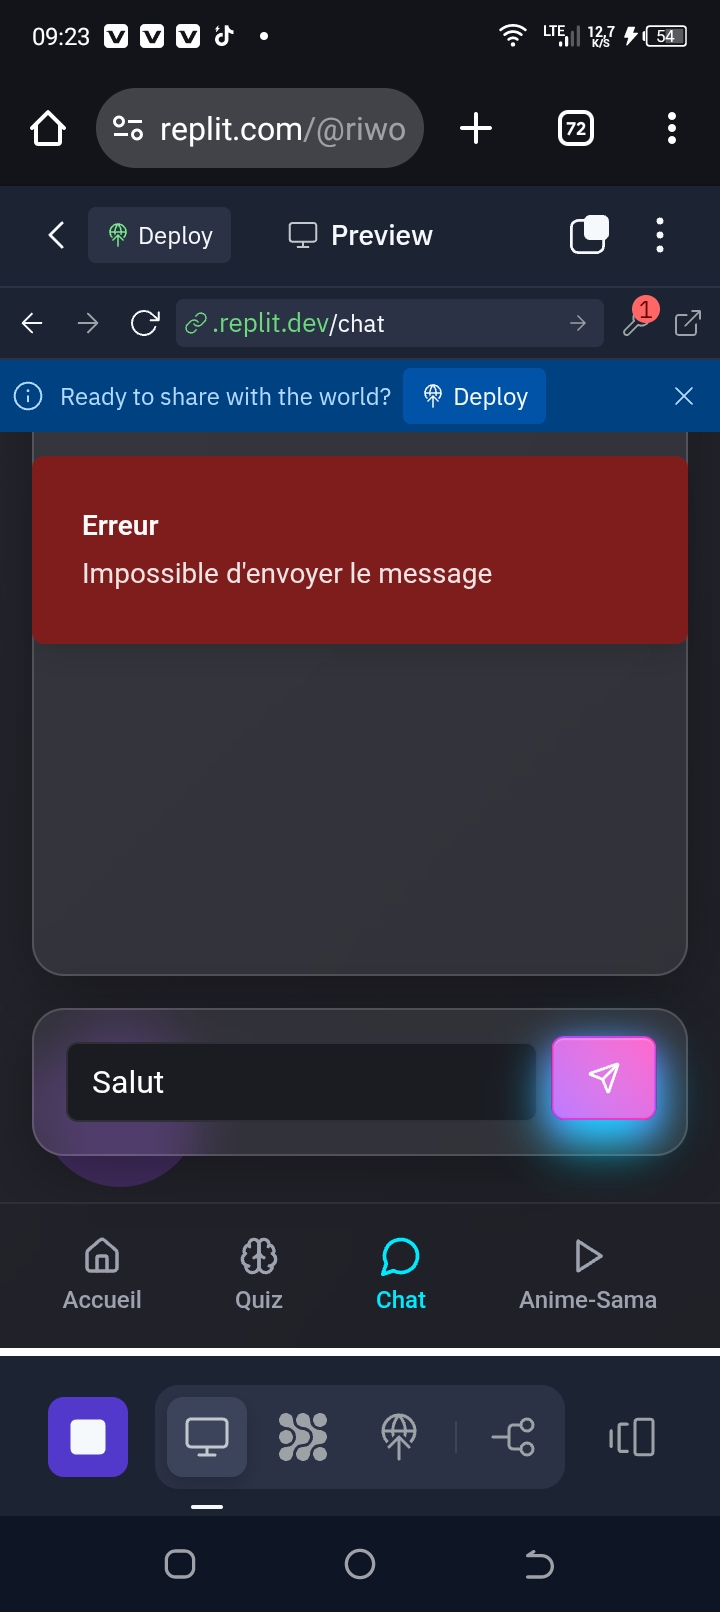 09:23
LTE
12,7
K/S
54
replit.com/@riwo
72
Deploy
Preview
.replit.dev/chat
1
Ready to share with the world?
Deploy
Erreur
Impossible d'envoyer le message
Salut
Accueil
Quiz
Chat
Anime-Sama